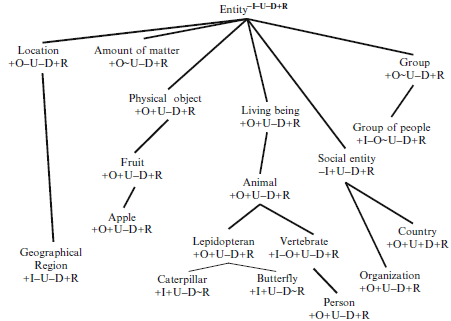 Entity-I-U-D+R
Location
+O-U-D+R
Amount of matter
+O~U-D+R
Group
+O~U-D+R
Physical object
+O+U-D+R
Living being
+O+U-D+R
Group of people
+I-O~U-D+R
Fruit
+O+U-D+R
Social entity
-I+U-D+R
Animal
+O+U-D+R
Apple
+O+U-D+R
Country
+O+U+D+R
Lepidopteran
+O+U-D+R
Vertebrate
+I-O+U-D+R
Geographical
Region
+I-U-D+R
Caterpillar
+I+U-D~R
Butterfly
+I+U-D~R
Organization
+O+U-D+R
Person
+O+U-D+R